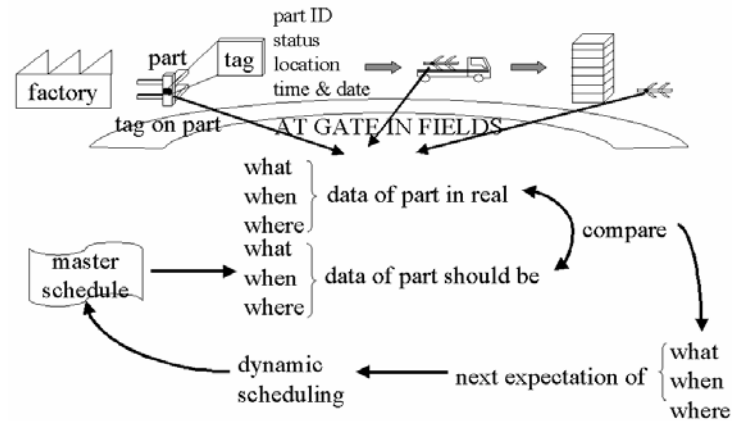 part ID
status
location
time & date
part
tag
factory
tag on part
AT GATE IN FIELDS
what
when
where
data of part in real
compare
what
when
where
data of part should be
master
schedule
dynamic
scheduling
next expectation of
what
when
where